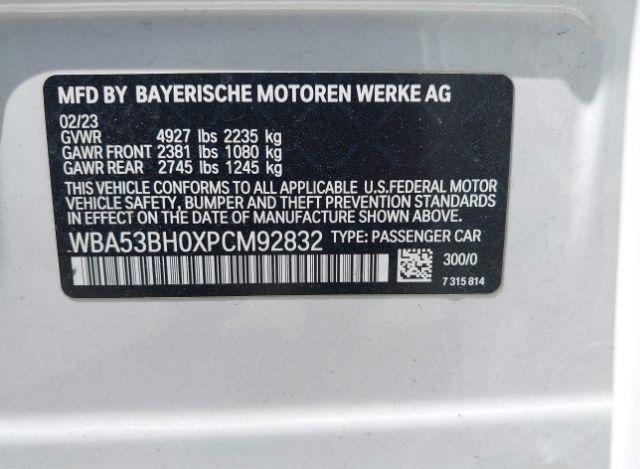 MFD BY BAYERISCHE MOTOREN WERKE AG
02/23
GVWR 4927 lbs 2235 kg
GAWR FRONT 2381 lbs 1080 kg
GAWR REAR 2745 lbs 1245 kg
THIS VEHICLE CONFORMS TO ALL APPLICABLE U.S.FEDERAL MOTOR
VEHICLE SAFETY, BUMPER AND THEFT PREVENTION STANDARDS
IN EFFECT ON THE DATE OF MANUFACTURE SHOWN ABOVE.
WBA53BH0XPCM92832 TYPE: PASSENGER CAR
300/0
7 315 814